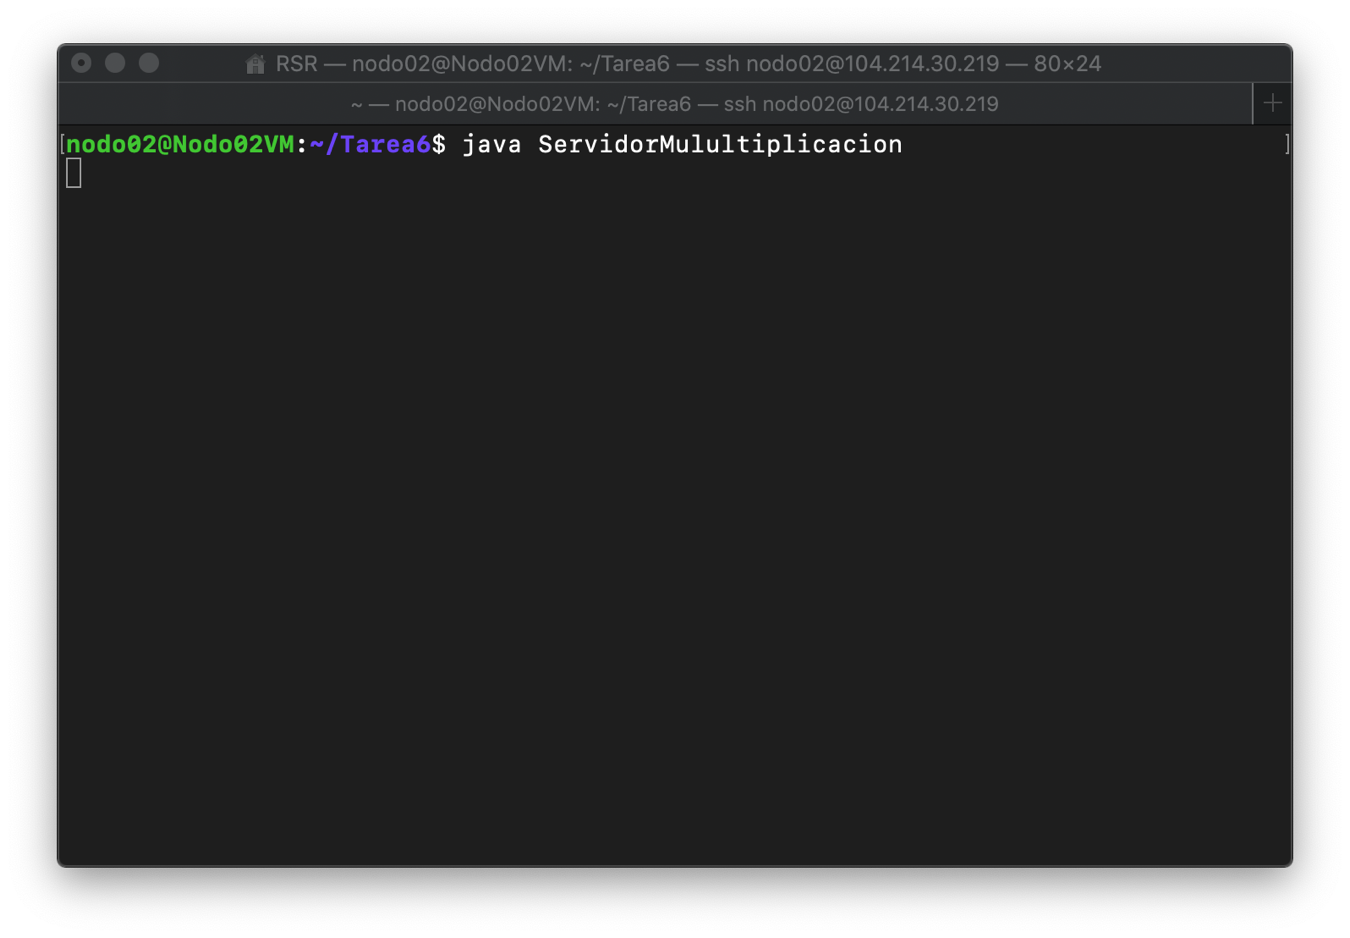 RSR — nodo02@Nodo02VM: ~/Tarea6 — ssh nodo02@104.214.30.219 — 80×24
~ — nodo02@Nodo02VM: ~/Tarea6 — ssh nodo02@104.214.30.219 +
[nodo02@Nodo02VM:~/Tarea6$ java ServidorMulultiplicacion ]